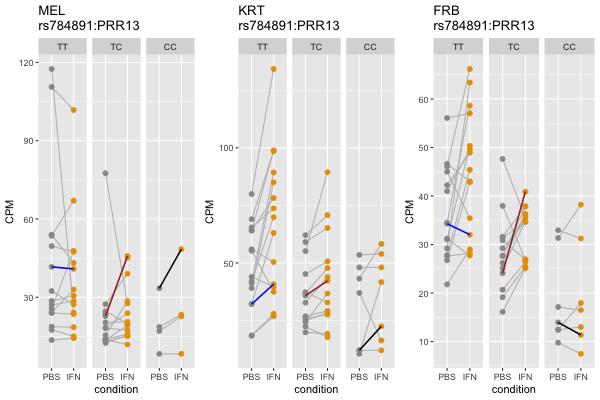 MEL
rs784891:PRR13
TT TC CC
120
90
60
30
CPM
PBS IFN PBS IFN PBS IFN
condition
KRT
rs784891:PRR13
TT TC CC
100
50
CPM
PBS IFN PBS IFN PBS IFN
condition
FRB
rs784891:PRR13
TT TC CC
60
50
40
30
20
10
CPM
PBS IFN PBS IFN PBS IFN
condition